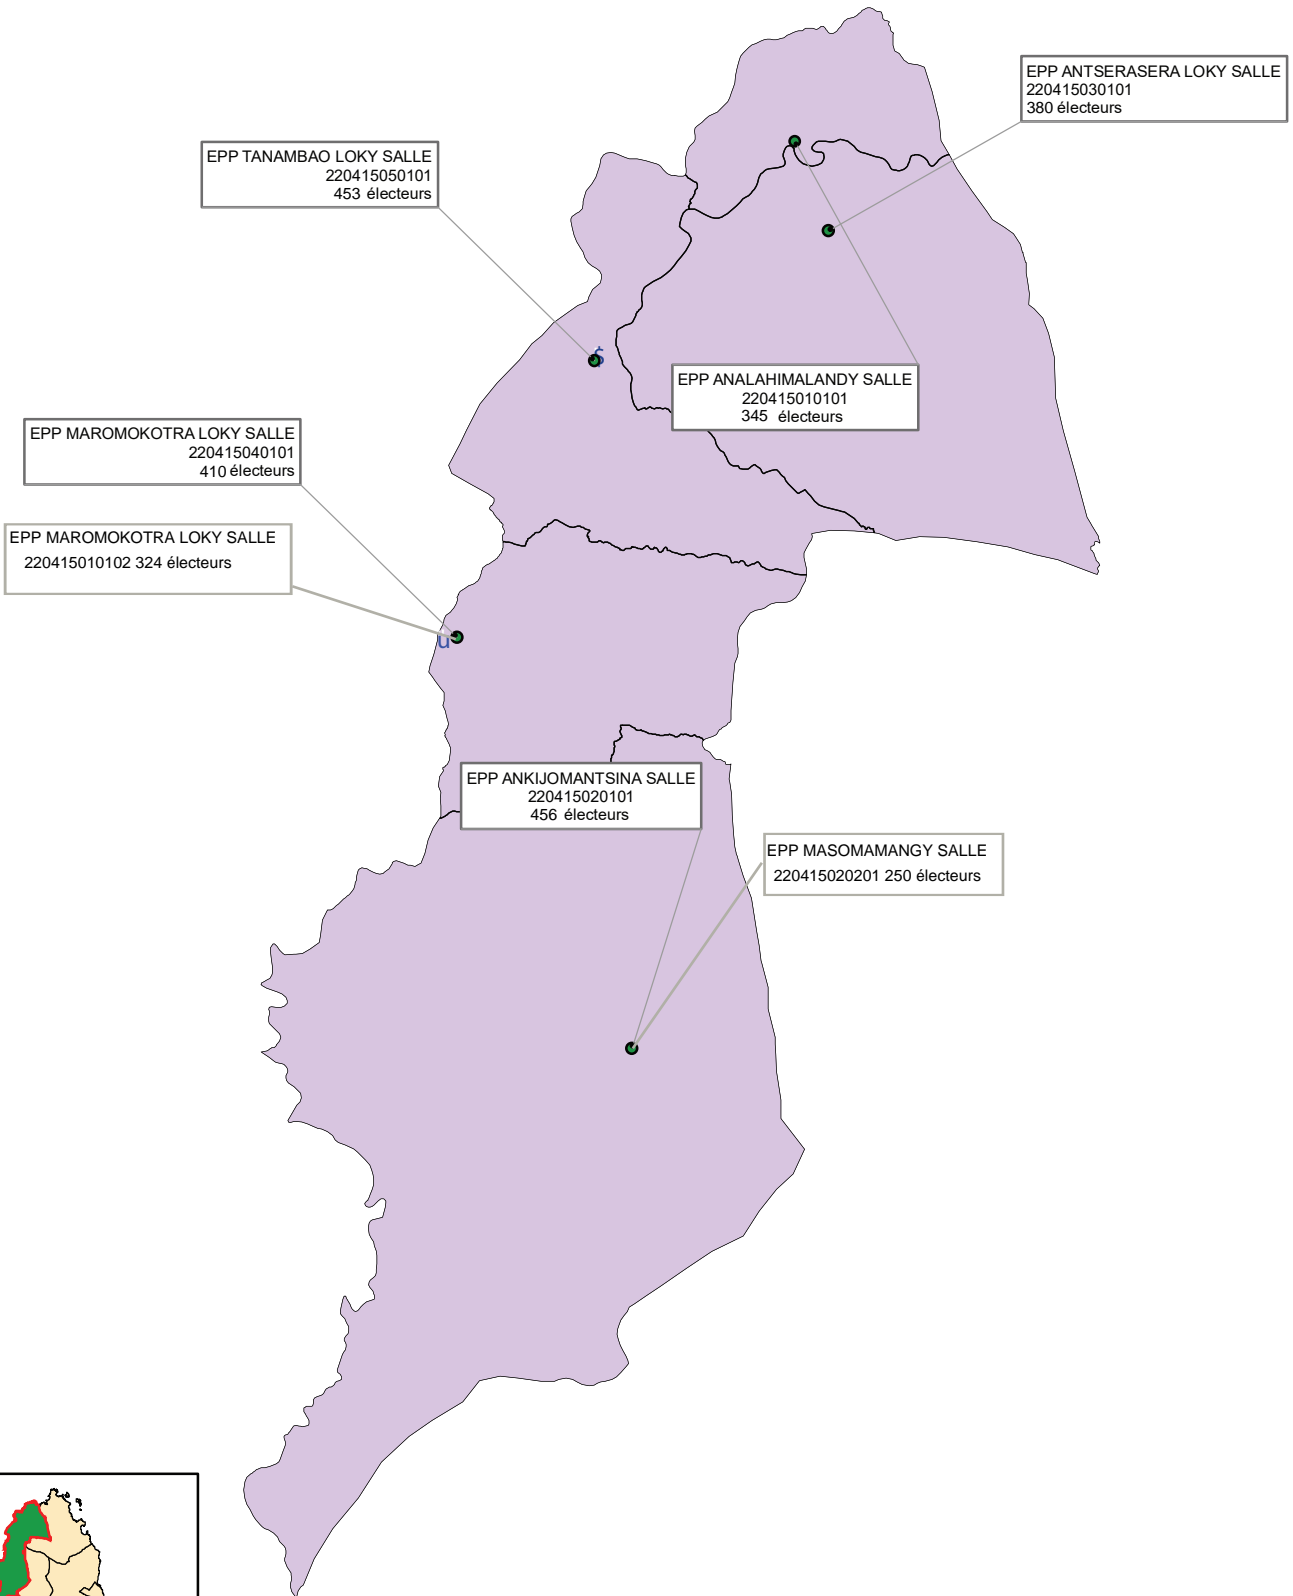 EPP ANTSERASERA LOKY SALLE
220415030101
380 électeurs
EPP TANAMBAO LOKY SALLE
220415050101
453 électeurs
$
EPP ANALAHIMALANDY SALLE
220415010101
345 électeurs
EPP MAROMOKOTRA LOKY SALLE
220415040101
410 électeurs
EPP MAROMOKOTRA LOKY SALLE
220415010102 324 électeurs
u
EPP ANKIJOMANTSINA SALLE
220415020101
456 électeurs
EPP MASOMAMANGY SALLE
220415020201 250 électeurs